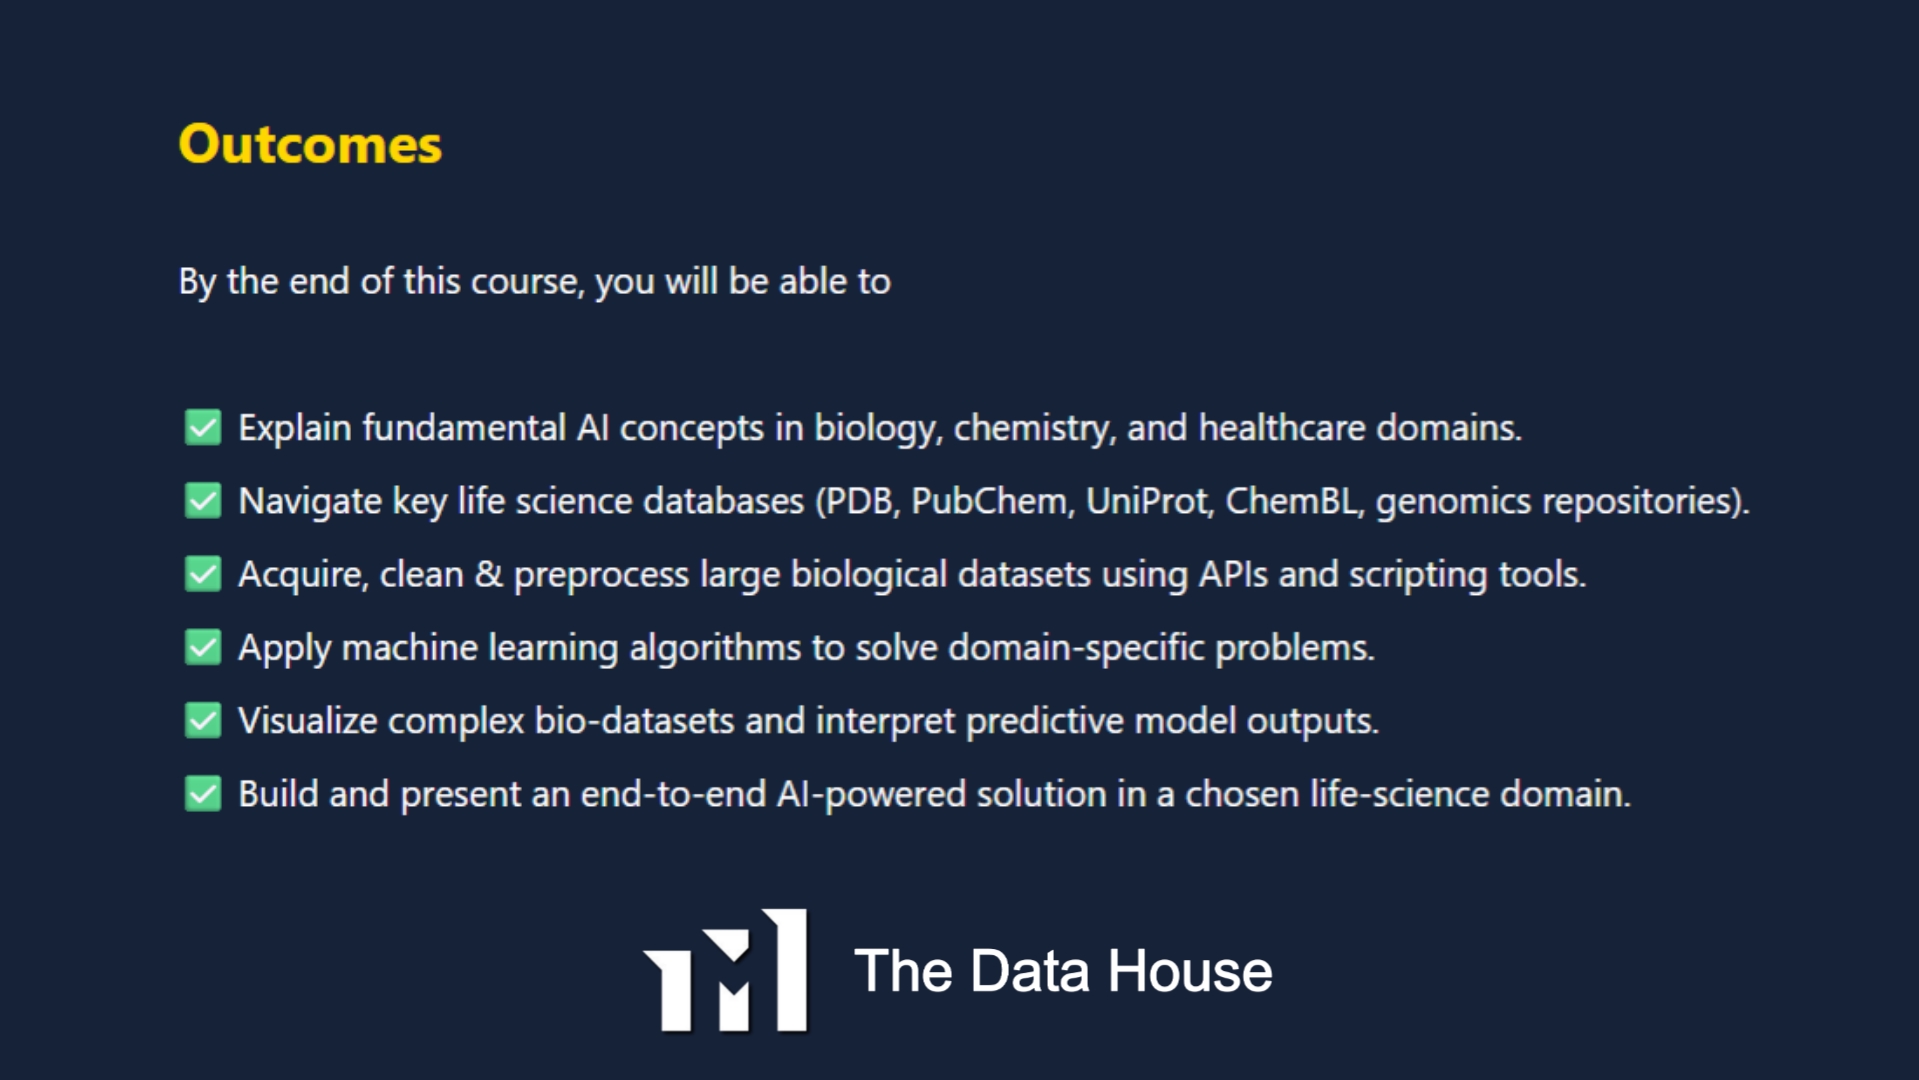 Outcomes
By the end of this course, you will be able to
✅ Explain fundamental AI concepts in biology, chemistry, and healthcare domains.
✅ Navigate key life science databases (PDB, PubChem, UniProt, ChemBL, genomics repositories).
✅ Acquire, clean & preprocess large biological datasets using APIs and scripting tools.
✅ Apply machine learning algorithms to solve domain-specific problems.
✅ Visualize complex bio-datasets and interpret predictive model outputs.
✅ Build and present an end-to-end AI-powered solution in a chosen life-science domain.
The Data House